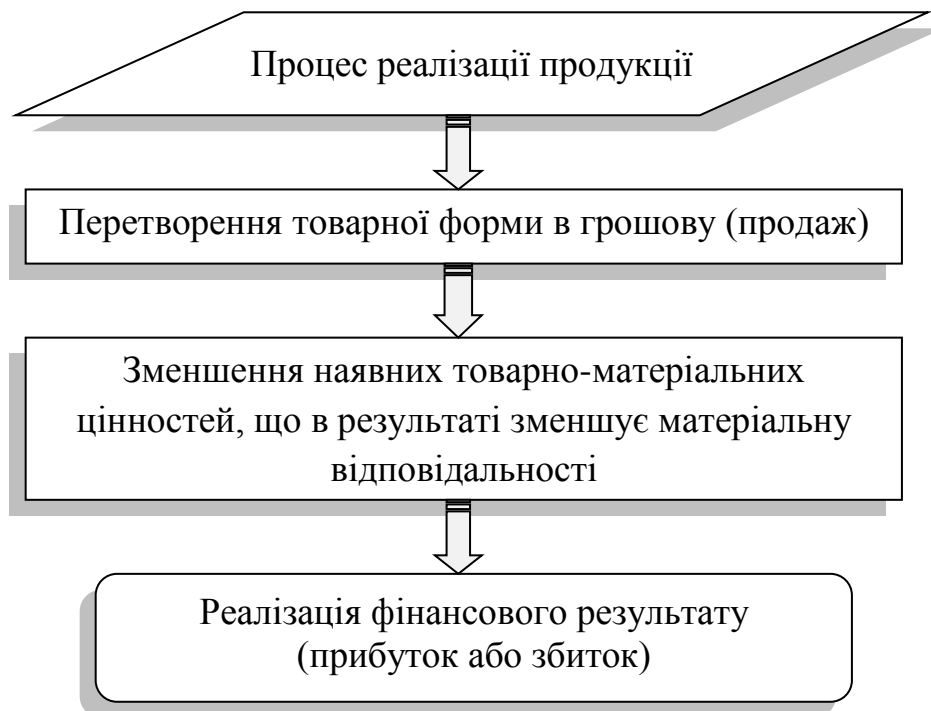 Процес реалізації продукції
Перетворення товарної форми в грошову (продаж)
Зменшення наявних товарно-матеріальних
цінностей, що в результаті зменшує матеріальну
відповідальності
Реалізація фінансового результату
(прибуток або збиток)